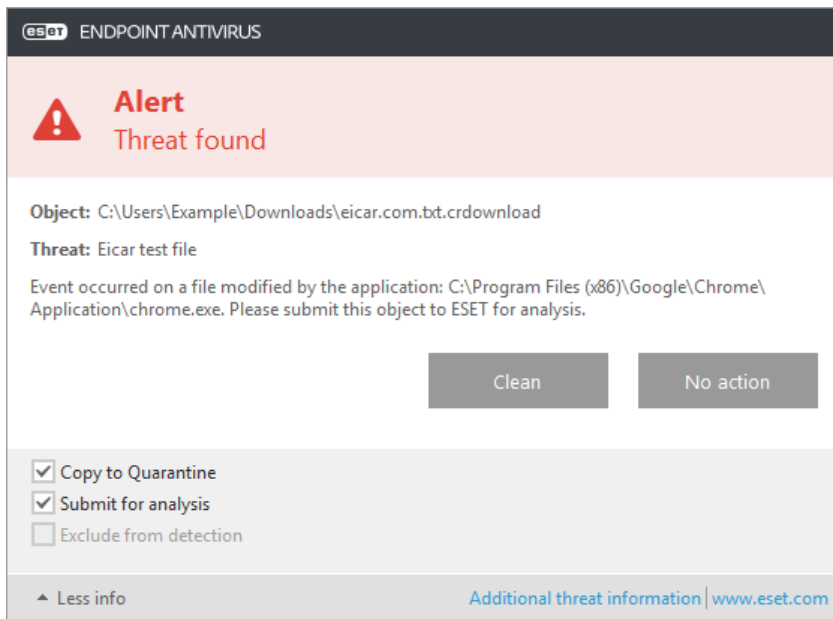 eset ENDPOINT ANTIVIRUS
Alert
Threat found
Object: C:\Users\Example\Downloads\eicar.com.txt.crdownload
Threat: Eicar test file
Event occurred on a file modified by the application: C:\Program Files (x86)\Google\Chrome\
Application\chrome.exe. Please submit this object to ESET for analysis.
Clean No action
Copy to Quarantine
Submit for analysis
Exclude from detection
Less info Additional threat information | www.eset.com